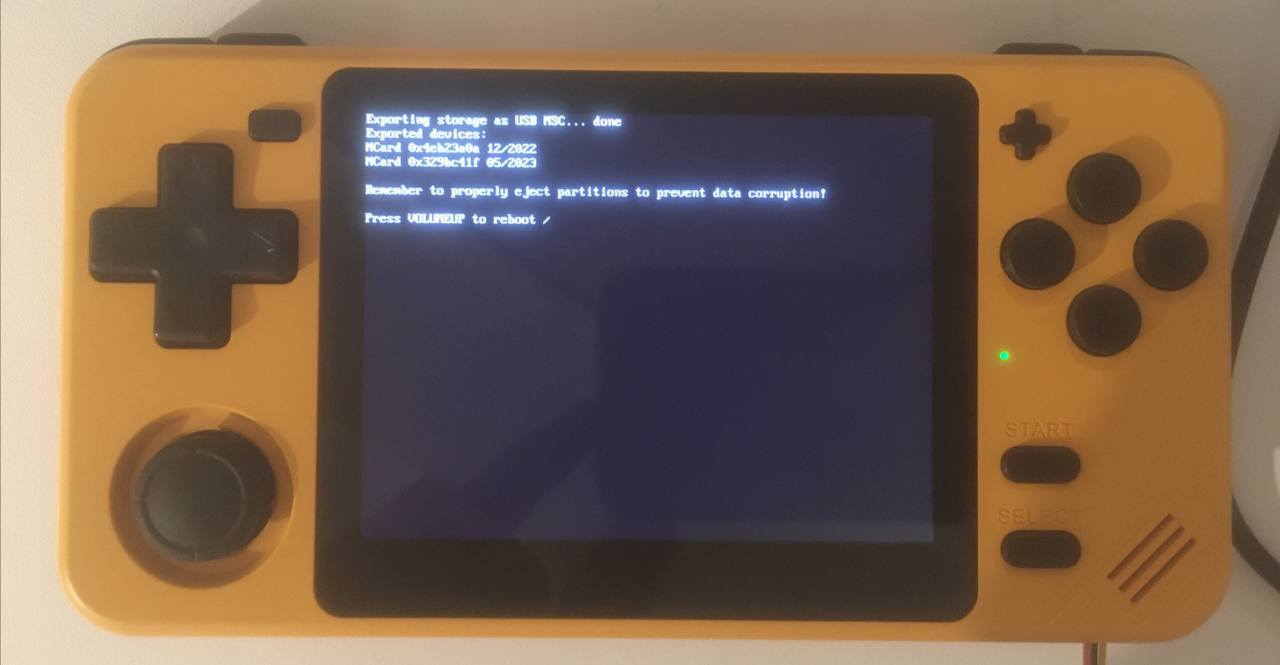 Exporting storage as USB MSC... done
Exported devices:
MCard 0x4eb23a0a 12/2022
MCard 0x329bc41f 05/2023
Remember to properly eject partitions to prevent data corruption!
Press VOLUMEUP to reboot /
START
SELECT